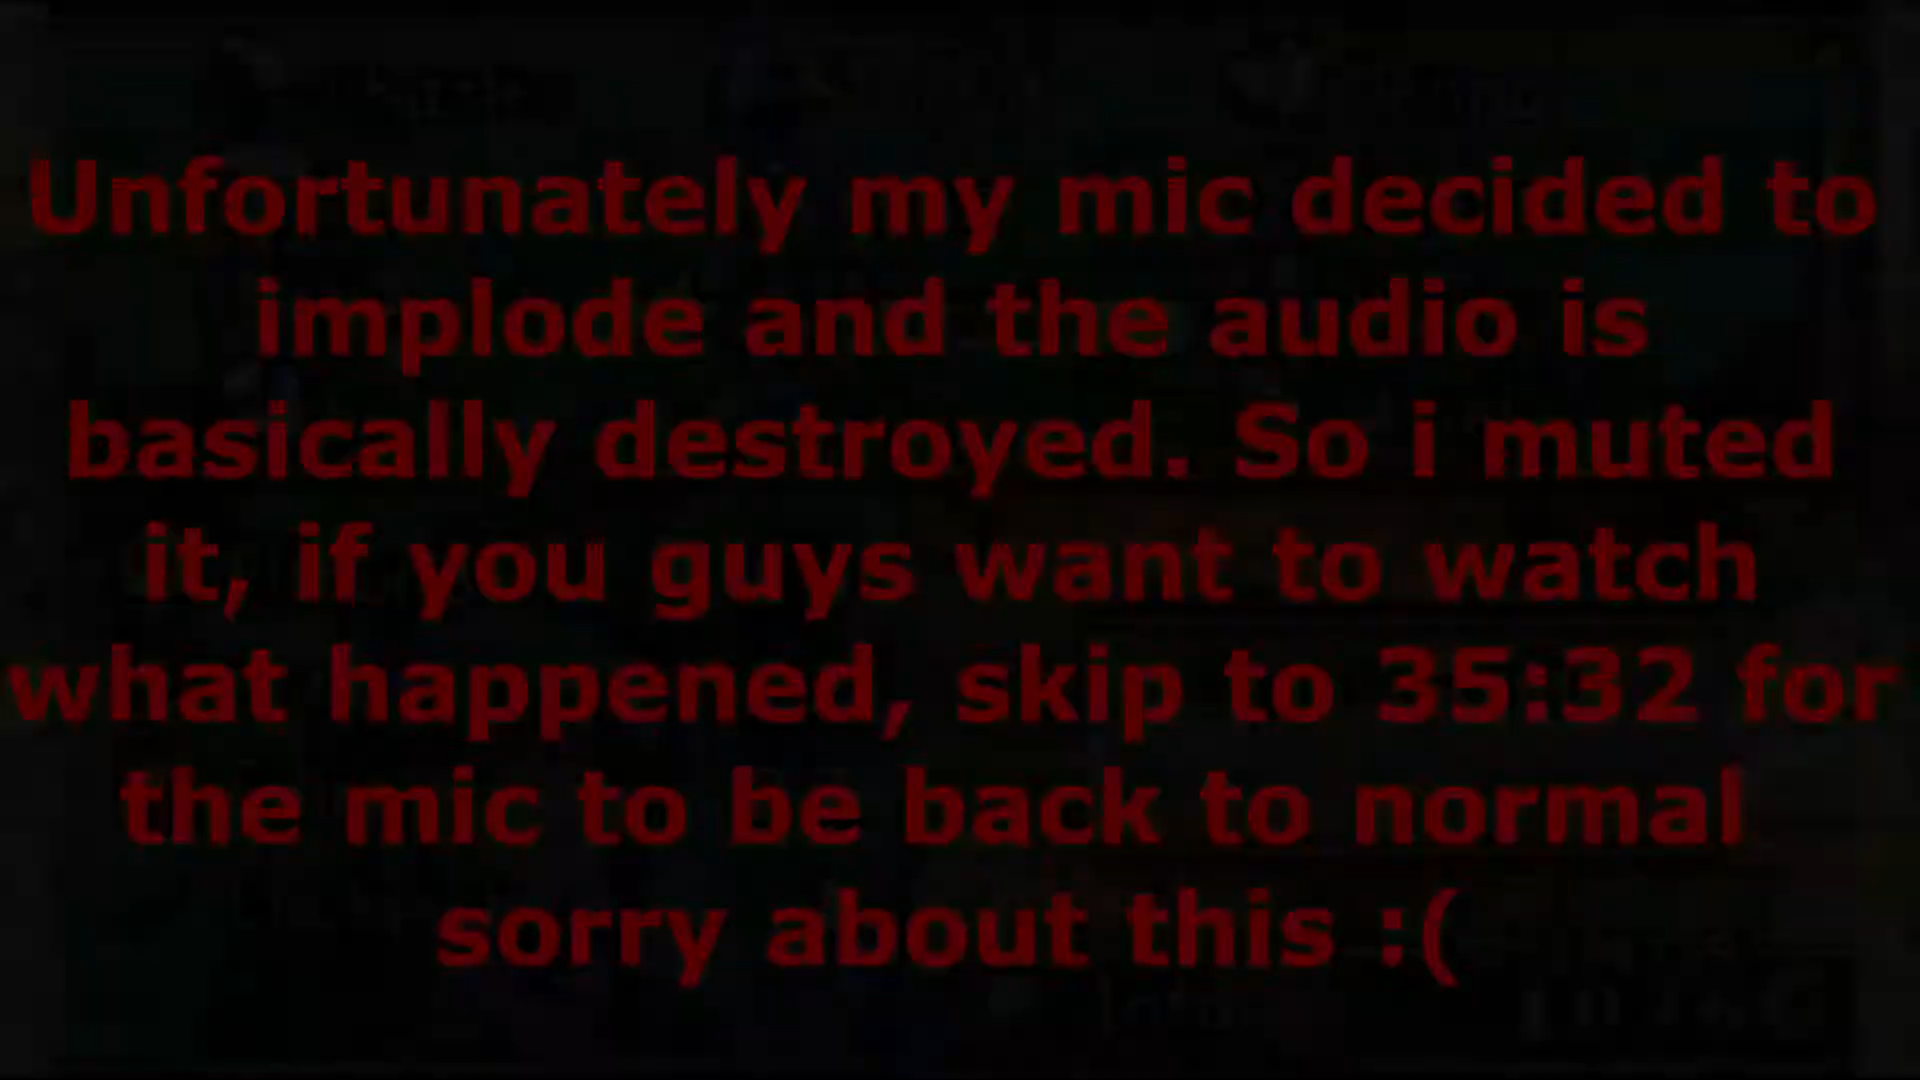 Unfortunately my mic decided to
implode and the audio is
basically destroyed. So i muted
it, if you guys want to watch
what happened, skip to 35:32 for
the mic to be back to normal
sorry about this :(